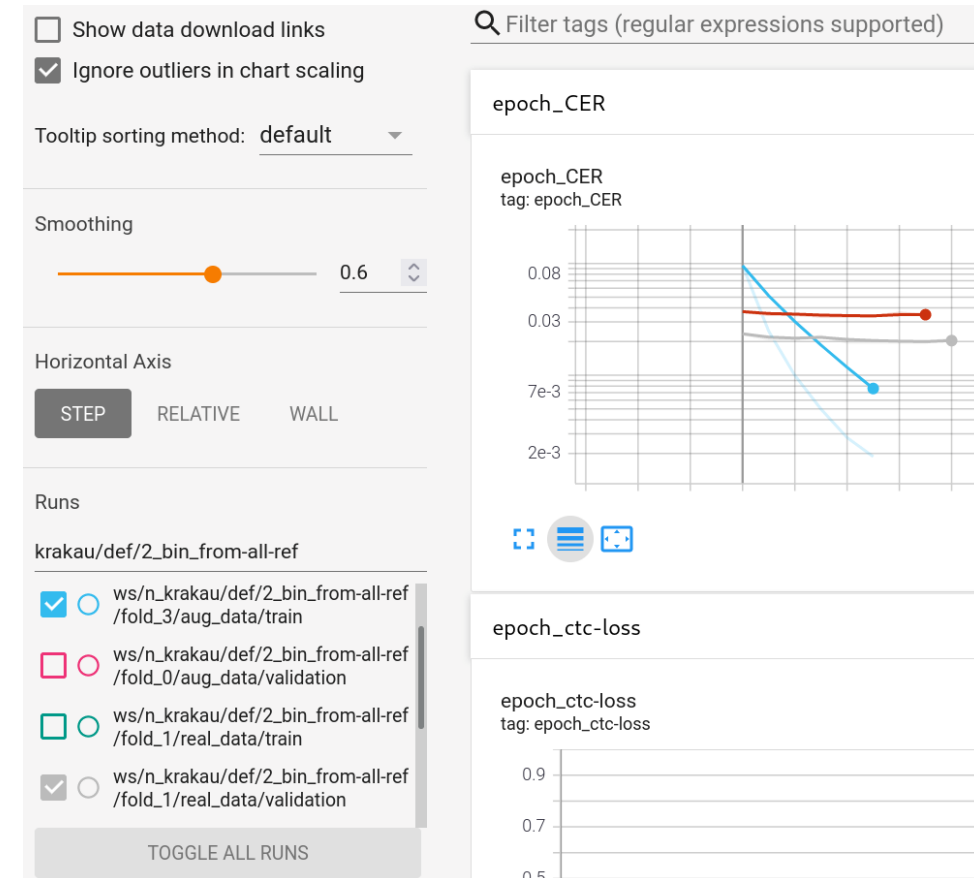 Show data download links
Ignore outliers in chart scaling
Tooltip sorting method: default
Smoothing
0.6
Horizontal Axis
STEP RELATIVE WALL
Runs
krakau/def/2_bin_from-all-ref
ws/n_krakau/def/2_bin_from-all-ref
/fold_3/aug_data/train
ws/n_krakau/def/2_bin_from-all-ref
/fold_0/aug_data/validation
ws/n_krakau/def/2_bin_from-all-ref
/fold_1/real_data/train
ws/n_krakau/def/2_bin_from-all-ref
/fold_1/real_data/validation
TOGGLE ALL RUNS
Filter tags (regular expressions supported)
epoch_CER
epoch_CER
tag: epoch_CER
0.08
0.03
7e-3
2e-3
epoch_ctc-loss
epoch_ctc-loss
tag: epoch_ctc-loss
0.9
0.7
0.5